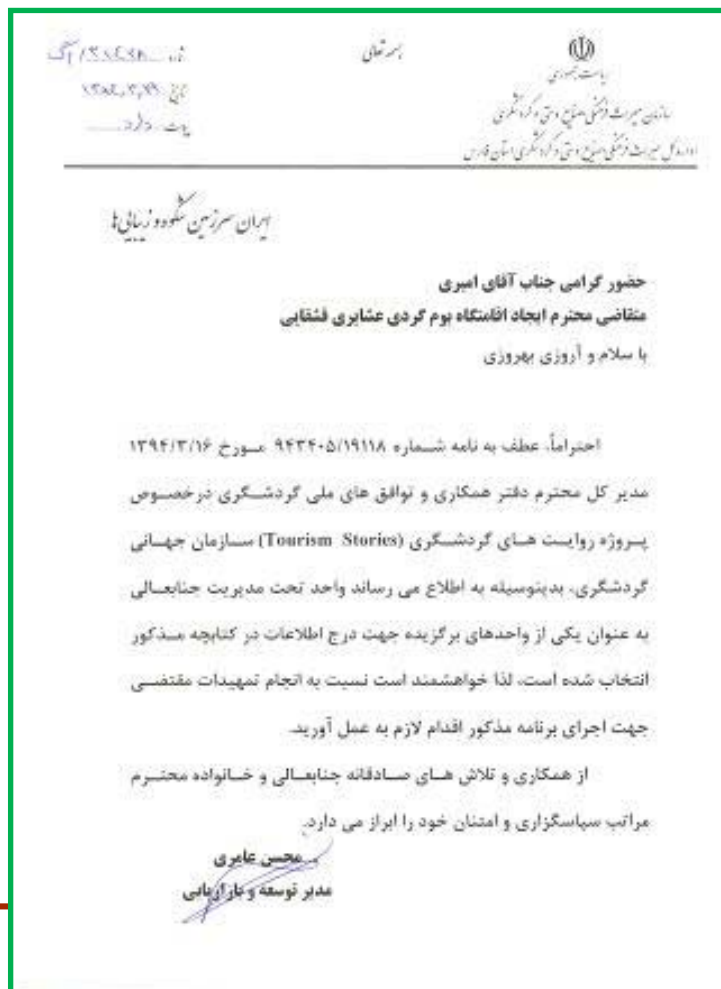 بسمه تعالی
ریاست جمهوری
سازمان میراث فرهنگی صنایع دستی و گردشگری
اداره کل میراث فرهنگی صنایع دستی و گردشگری استان فارس
شماره
تاریخ
پیوست دارد
ایران سرزمین شکوه و زیبایی ها
حضور گرامی جناب آقای امیری
متقاضی محترم ایجاد اقامتگاه بوم گردی عشایری قشقایی
با سلام و آروزی بهروزی
احتراماً، عطف به نامه شماره ۹۴۳۴۰۵/۱۹۱۱۸ مورخ ۱۳۹۴/۳/۱۶
مدیر کل محترم دفتر همکاری و توافق های ملی گردشگری درخصوص
پروژه روایت های گردشگری (Tourism Stories) سازمان جهانی
گردشگری، بدینوسیله به اطلاع می رساند واحد تحت مدیریت جنابعالی
به عنوان یکی از واحدهای برگزیده جهت درج اطلاعات در کتابچه مذکور
انتخاب شده است، لذا خواهشمند است نسبت به انجام تمهیدات مقتضی
جهت اجرای برنامه مذکور اقدام لازم به عمل آورید.
از همکاری و تلاش های صادقانه جنابعالی و خانواده محترم
مراتب سپاسگزاری و امتنان خود را ابراز می دارد.
محسن عامری
مدیر توسعه و بازاریابی